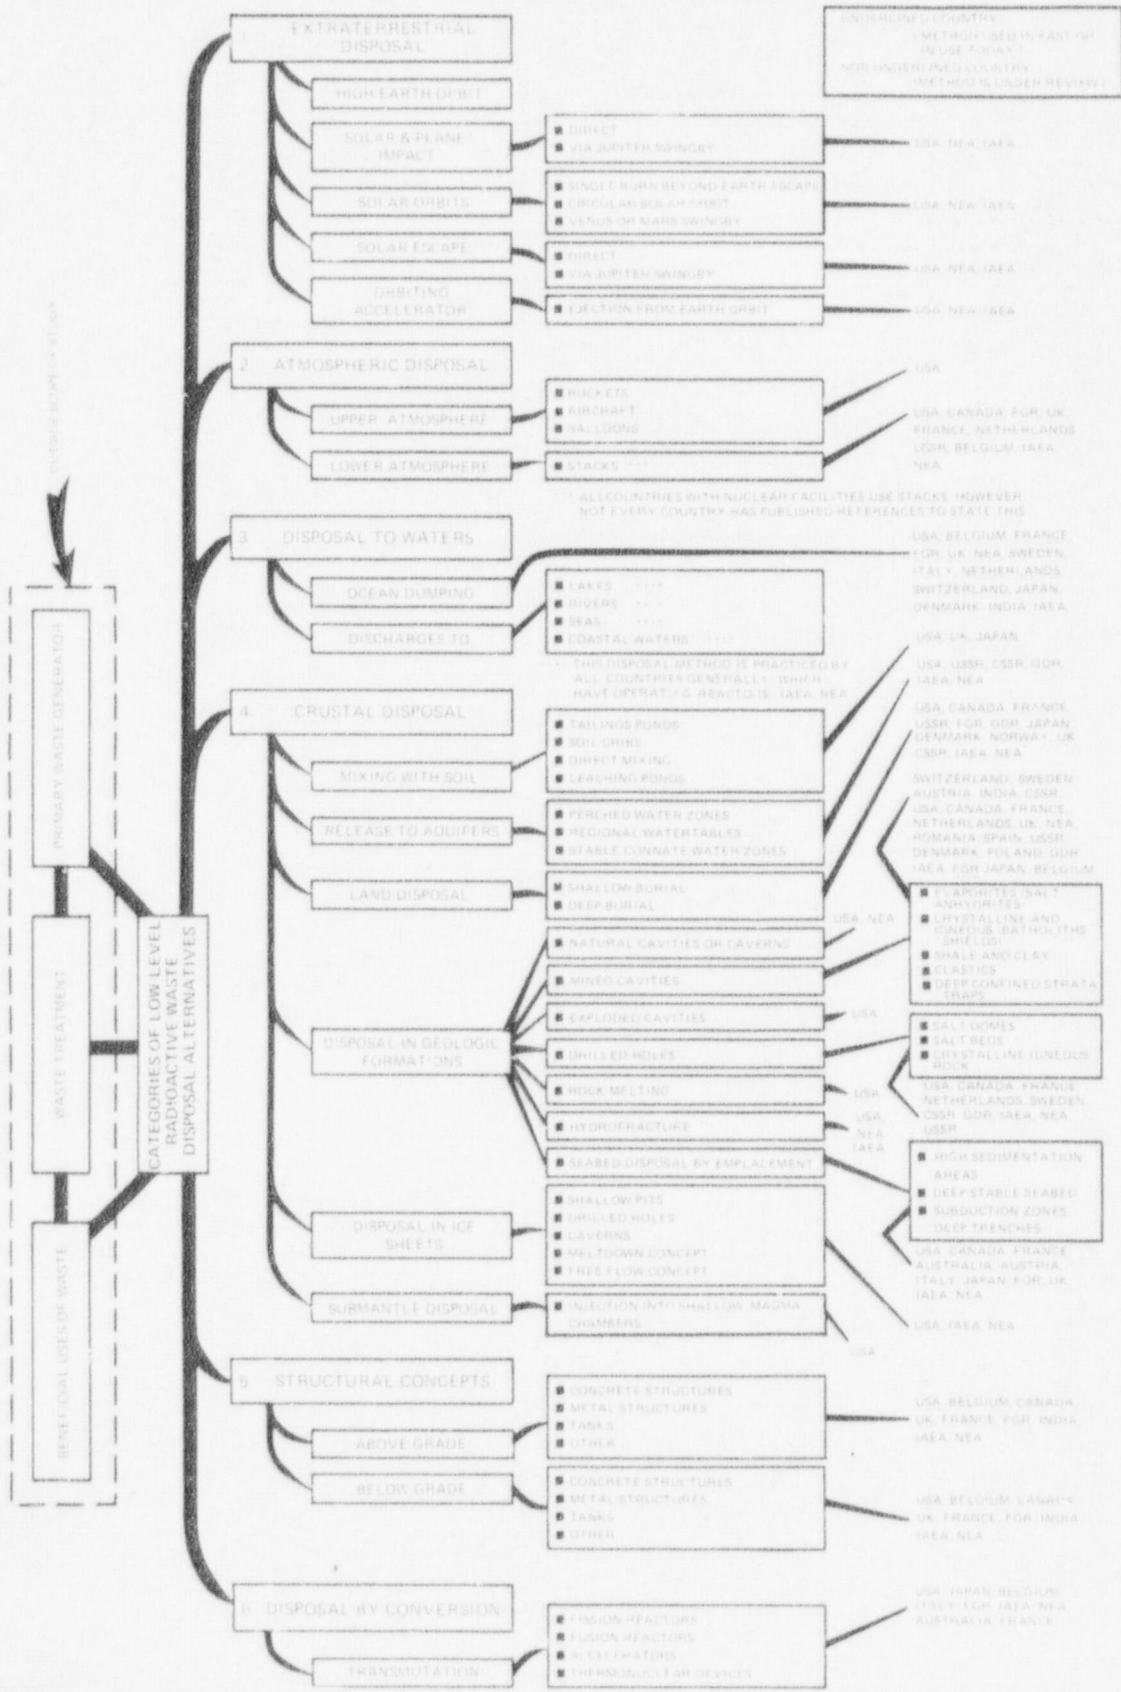 UNDERLINED COUNTRY
(METHOD USED IN PAST OR
IN USE TODAY)
NON-UNDERLINED COUNTRY
(METHOD IS UNDER REVIEW)
OUTSIDE SCOPE OF STUDY
PRIMARY WASTE GENERATOR
WASTE TREATMENT
BENEFICIAL USES OF WASTE
CATEGORIES OF LOW-LEVEL
RADIOACTIVE WASTE
DISPOSAL ALTERNATIVES
1 EXTRATERRESTRIAL
DISPOSAL
HIGH EARTH ORBIT
SOLAR & PLANE
IMPACT
■ DIRECT
■ VIA JUPITER SWINGBY
USA, NEA, IAEA
SOLAR ORBITS
■ SINGLE BURN BEYOND EARTH ESCAPE
■ CIRCULAR SOLAR ORBIT
■ VENUS OR MARS SWINGBY
USA, NEA, IAEA
SOLAR ESCAPE
■ DIRECT
■ VIA JUPITER SWINGBY
USA, NEA, IAEA
ORBITING
ACCELERATOR
■ EJECTION FROM EARTH ORBIT
USA, NEA, IAEA
2 ATMOSPHERIC DISPOSAL
UPPER ATMOSPHERE
■ ROCKETS
■ AIRCRAFT
■ BALLOONS
USA
LOWER ATMOSPHERE
■ STACKS ***
USA, CANADA, FGR, UK,
FRANCE, NETHERLANDS
USSR, BELGIUM, IAEA,
NEA
*** ALL COUNTRIES WITH NUCLEAR FACILITIES USE STACKS, HOWEVER,
NOT EVERY COUNTRY HAS PUBLISHED REFERENCES TO STATE THIS
3 DISPOSAL TO WATERS
OCEAN DUMPING
USA, BELGIUM, FRANCE,
FGR, UK, NEA, SWEDEN,
ITALY, NETHERLANDS
SWITZERLAND, JAPAN,
DENMARK, INDIA, IAEA,
DISCHARGES TO
■ LAKES ****
■ RIVERS ****
■ SEAS ****
■ COASTAL WATERS ****
**** THIS DISPOSAL METHOD IS PRACTICED BY
ALL COUNTRIES GENERALLY, WHICH
HAVE OPERATING REACTORS, IAEA, NEA
4 CRUSTAL DISPOSAL
MIXING WITH SOIL
■ TAILINGS PONDS
■ SOIL CRIBS
■ DIRECT MIXING
■ LEACHING PONDS
USA, UK, JAPAN
RELEASE TO AQUIFERS
■ PERCHED WATER ZONES
■ REGIONAL WATERTABLES
■ STABLE CONNATE WATER ZONES
USA, USSR, CSSR, GDR,
IAEA, NEA
LAND DISPOSAL
■ SHALLOW BURIAL
■ DEEP BURIAL
USA, CANADA, FRANCE,
USSR, FGR, GDR, JAPAN,
DENMARK, NORWAY, UK
CSSR, IAEA, NEA
DISPOSAL IN GEOLOGIC
FORMATIONS
■ NATURAL CAVITIES OR CAVERNS
USA, NEA
■ MINED CAVITIES
SWITZERLAND, SWEDEN
AUSTRIA, INDIA, CSSR,
USA, CANADA, FRANCE,
NETHERLANDS, UK, NEA
ROMANIA, SPAIN, USSR
DENMARK, POLAND, GDR
IAEA, FGR JAPAN, BELGIUM
■ EVAPORITES (SALT
ANHYDRITES)
■ CRYSTALLINE AND
IGNEOUS (BATHOLITHS
SHIELDS)
■ SHALE AND CLAY
■ CLASTICS
■ DEEP CONFINED STRATA
TRAPS
■ EXPLODED CAVITIES
USA
■ DRILLED HOLES
■ SALT DOMES
■ SALT BEDS
■ CRYSTALLINE IGNEOUS
ROCK
USA, CANADA, FRANCE
NETHERLANDS, SWEDEN,
CSSR, GDR, IAEA, NEA
USSR
■ ROCK MELTING
USA
■ HYDROFRACTURE
USA,
NEA
IAEA
■ SEABED DISPOSAL BY EMPLACEMENT
■ HIGH SEDIMENTATION
AREAS
■ DEEP STABLE SEABED
■ SUBDUCTION ZONES
DEEP TRENCHES
USA, CANADA, FRANCE
AUSTRALIA, AUSTRIA,
ITALY, JAPAN, FGR, UK,
IAEA, NEA
DISPOSAL IN ICE
SHEETS
■ SHALLOW PITS
■ DRILLED HOLES
■ CAVERNS
■ MELTDOWN CONCEPT
■ FREE FLOW CONCEPT
USA, IAEA, NEA
SUBMANTLE DISPOSAL
■ INJECTION INTO SHALLOW MAGMA
CHAMBERS
USA
5 STRUCTURAL CONCEPTS
ABOVE GRADE
■ CONCRETE STRUCTURES
■ METAL STRUCTURES
■ TANKS
■ OTHER
USA, BELGIUM, CANADA
UK, FRANCE, FGR, INDIA
IAEA, NEA
BELOW GRADE
■ CONCRETE STRUCTURES
■ METAL STRUCTURES
■ TANKS
■ OTHER
USA, BELGIUM, CANADA
UK, FRANCE, FGR, INDIA
IAEA, NEA
6 DISPOSAL BY CONVERSION
TRANSMUTATION
■ FISSION REACTORS
■ FUSION REACTORS
■ ACCELERATORS
■ THERMONUCLEAR DEVICES
USA, JAPAN, BELGIUM
ITALY, FGR, IAEA, NEA
AUSTRALIA, FRANCE